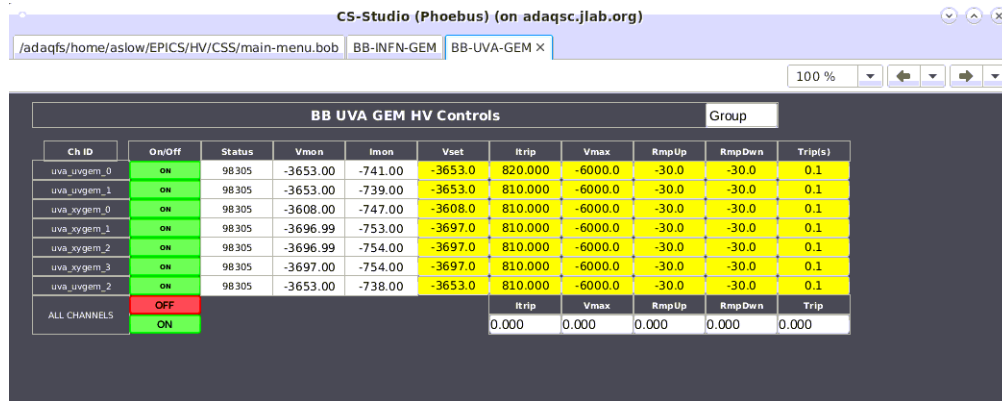 CS-Studio (Phoebus) (on adaqsc.jlab.org)
/adaqfs/home/aslow/EPICS/HV/CSS/main-menu.bob BB-INFN-GEM BB-UVA-GEM ×
100 %
BB UVA GEM HV Controls Group
Ch ID On/Off Status Vmon Imon Vset Itrip Vmax RmpUp RmpDwn Trip(s)
uva_uvgem_0 ON 98305 -3653.00 -741.00 -3653.0 820.000 -6000.0 -30.0 -30.0 0.1
uva_uvgem_1 ON 98305 -3653.00 -739.00 -3653.0 810.000 -6000.0 -30.0 -30.0 0.1
uva_xygem_0 ON 98305 -3608.00 -747.00 -3608.0 810.000 -6000.0 -30.0 -30.0 0.1
uva_xygem_1 ON 98305 -3696.99 -753.00 -3697.0 810.000 -6000.0 -30.0 -30.0 0.1
uva_xygem_2 ON 98305 -3696.99 -754.00 -3697.0 810.000 -6000.0 -30.0 -30.0 0.1
uva_xygem_3 ON 98305 -3697.00 -754.00 -3697.0 810.000 -6000.0 -30.0 -30.0 0.1
uva_uvgem_2 ON 98305 -3653.00 -738.00 -3653.0 810.000 -6000.0 -30.0 -30.0 0.1
ALL CHANNELS OFF Itrip Vmax RmpUp RmpDwn Trip
ON 0.000 0.000 0.000 0.000 0.000